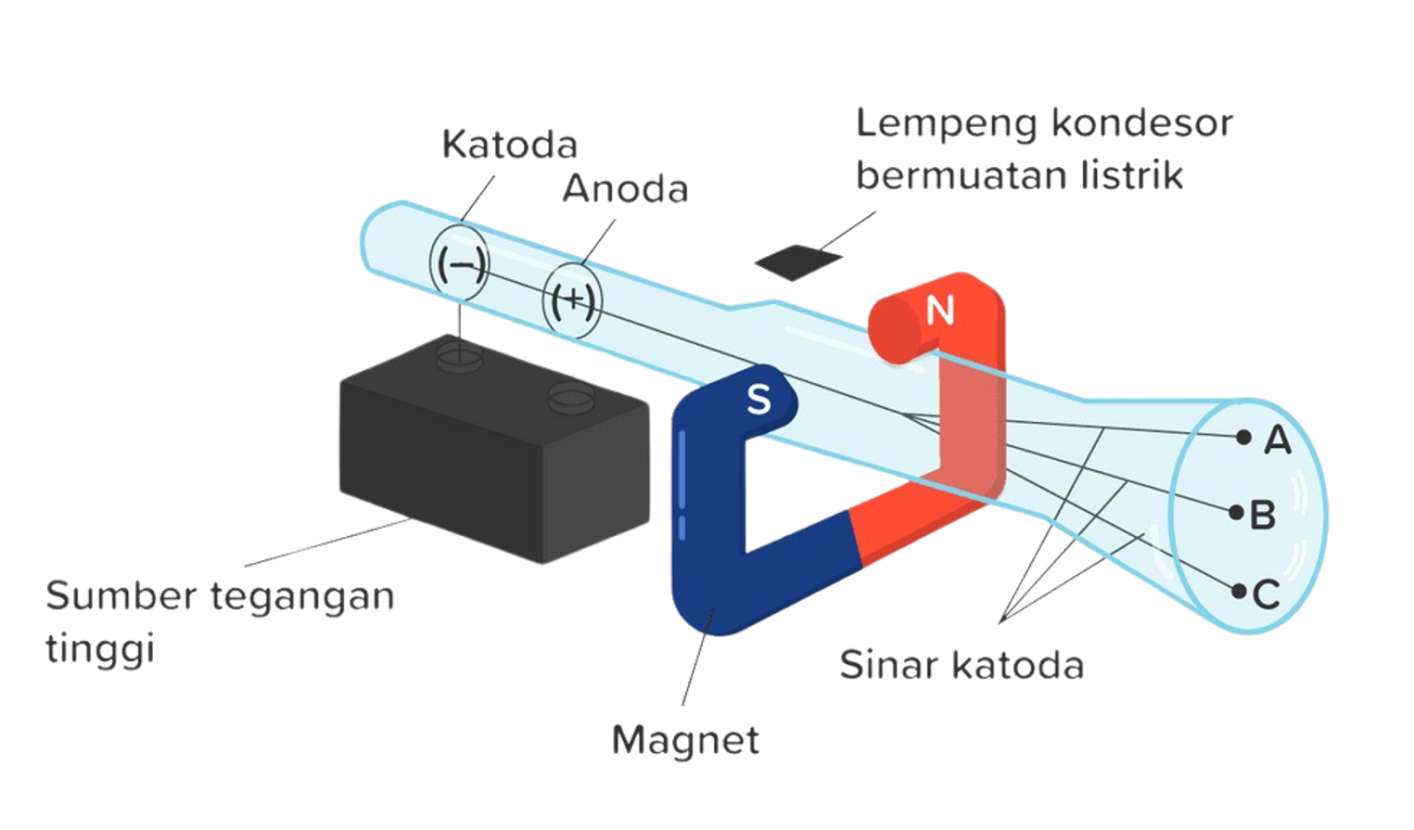 Katoda
Anoda
Lempeng kondesor
bermuatan listrik
(−)
(+)
N
S
A
B
C
Sumber tegangan
tinggi
Sinar katoda
Magnet